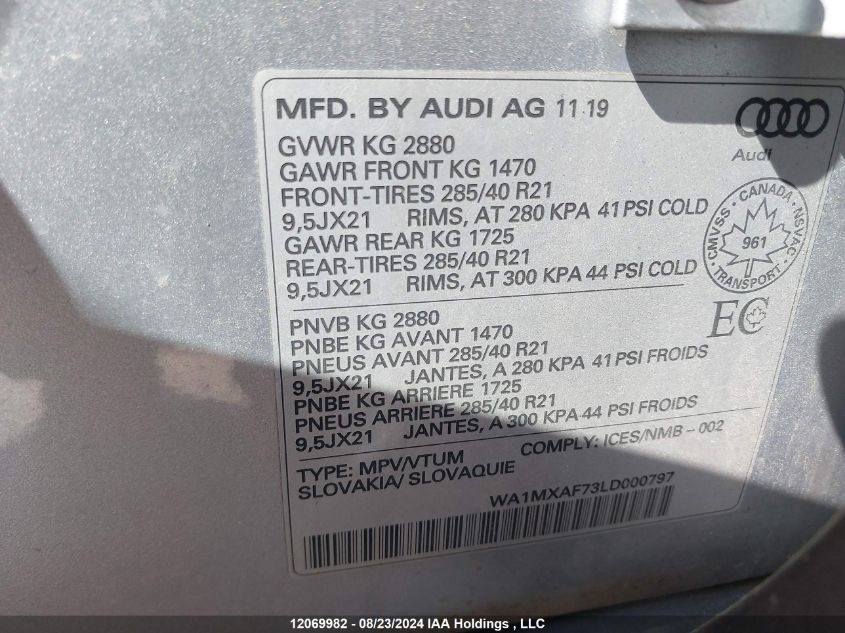 MFD. BY AUDI AG 11 19
Audi
GVWR KG 2880
GAWR FRONT KG 1470
FRONT-TIRES 285/40 R21
9,5JX21 RIMS, AT 280 KPA 41 PSI COLD
GAWR REAR KG 1725
REAR-TIRES 285/40 R21
9,5JX21 RIMS, AT 300 KPA 44 PSI COLD
CMVSS • CANADA • NSVAC
961
TRANSPORT
EC
PNVB KG 2880
PNBE KG AVANT 1470
PNEUS AVANT 285/40 R21
9,5JX21 JANTES, A 280 KPA 41 PSI FROIDS
PNBE KG ARRIERE 1725
PNEUS ARRIERE 285/40 R21
9,5JX21 JANTES, A 300 KPA 44 PSI FROIDS
TYPE: MPV/VTUM COMPLY: ICES/NMB - 002
SLOVAKIA/ SLOVAQUIE
WA1MXAF73LD000797
12069982 - 08/23/2024 IAA Holdings , LLC